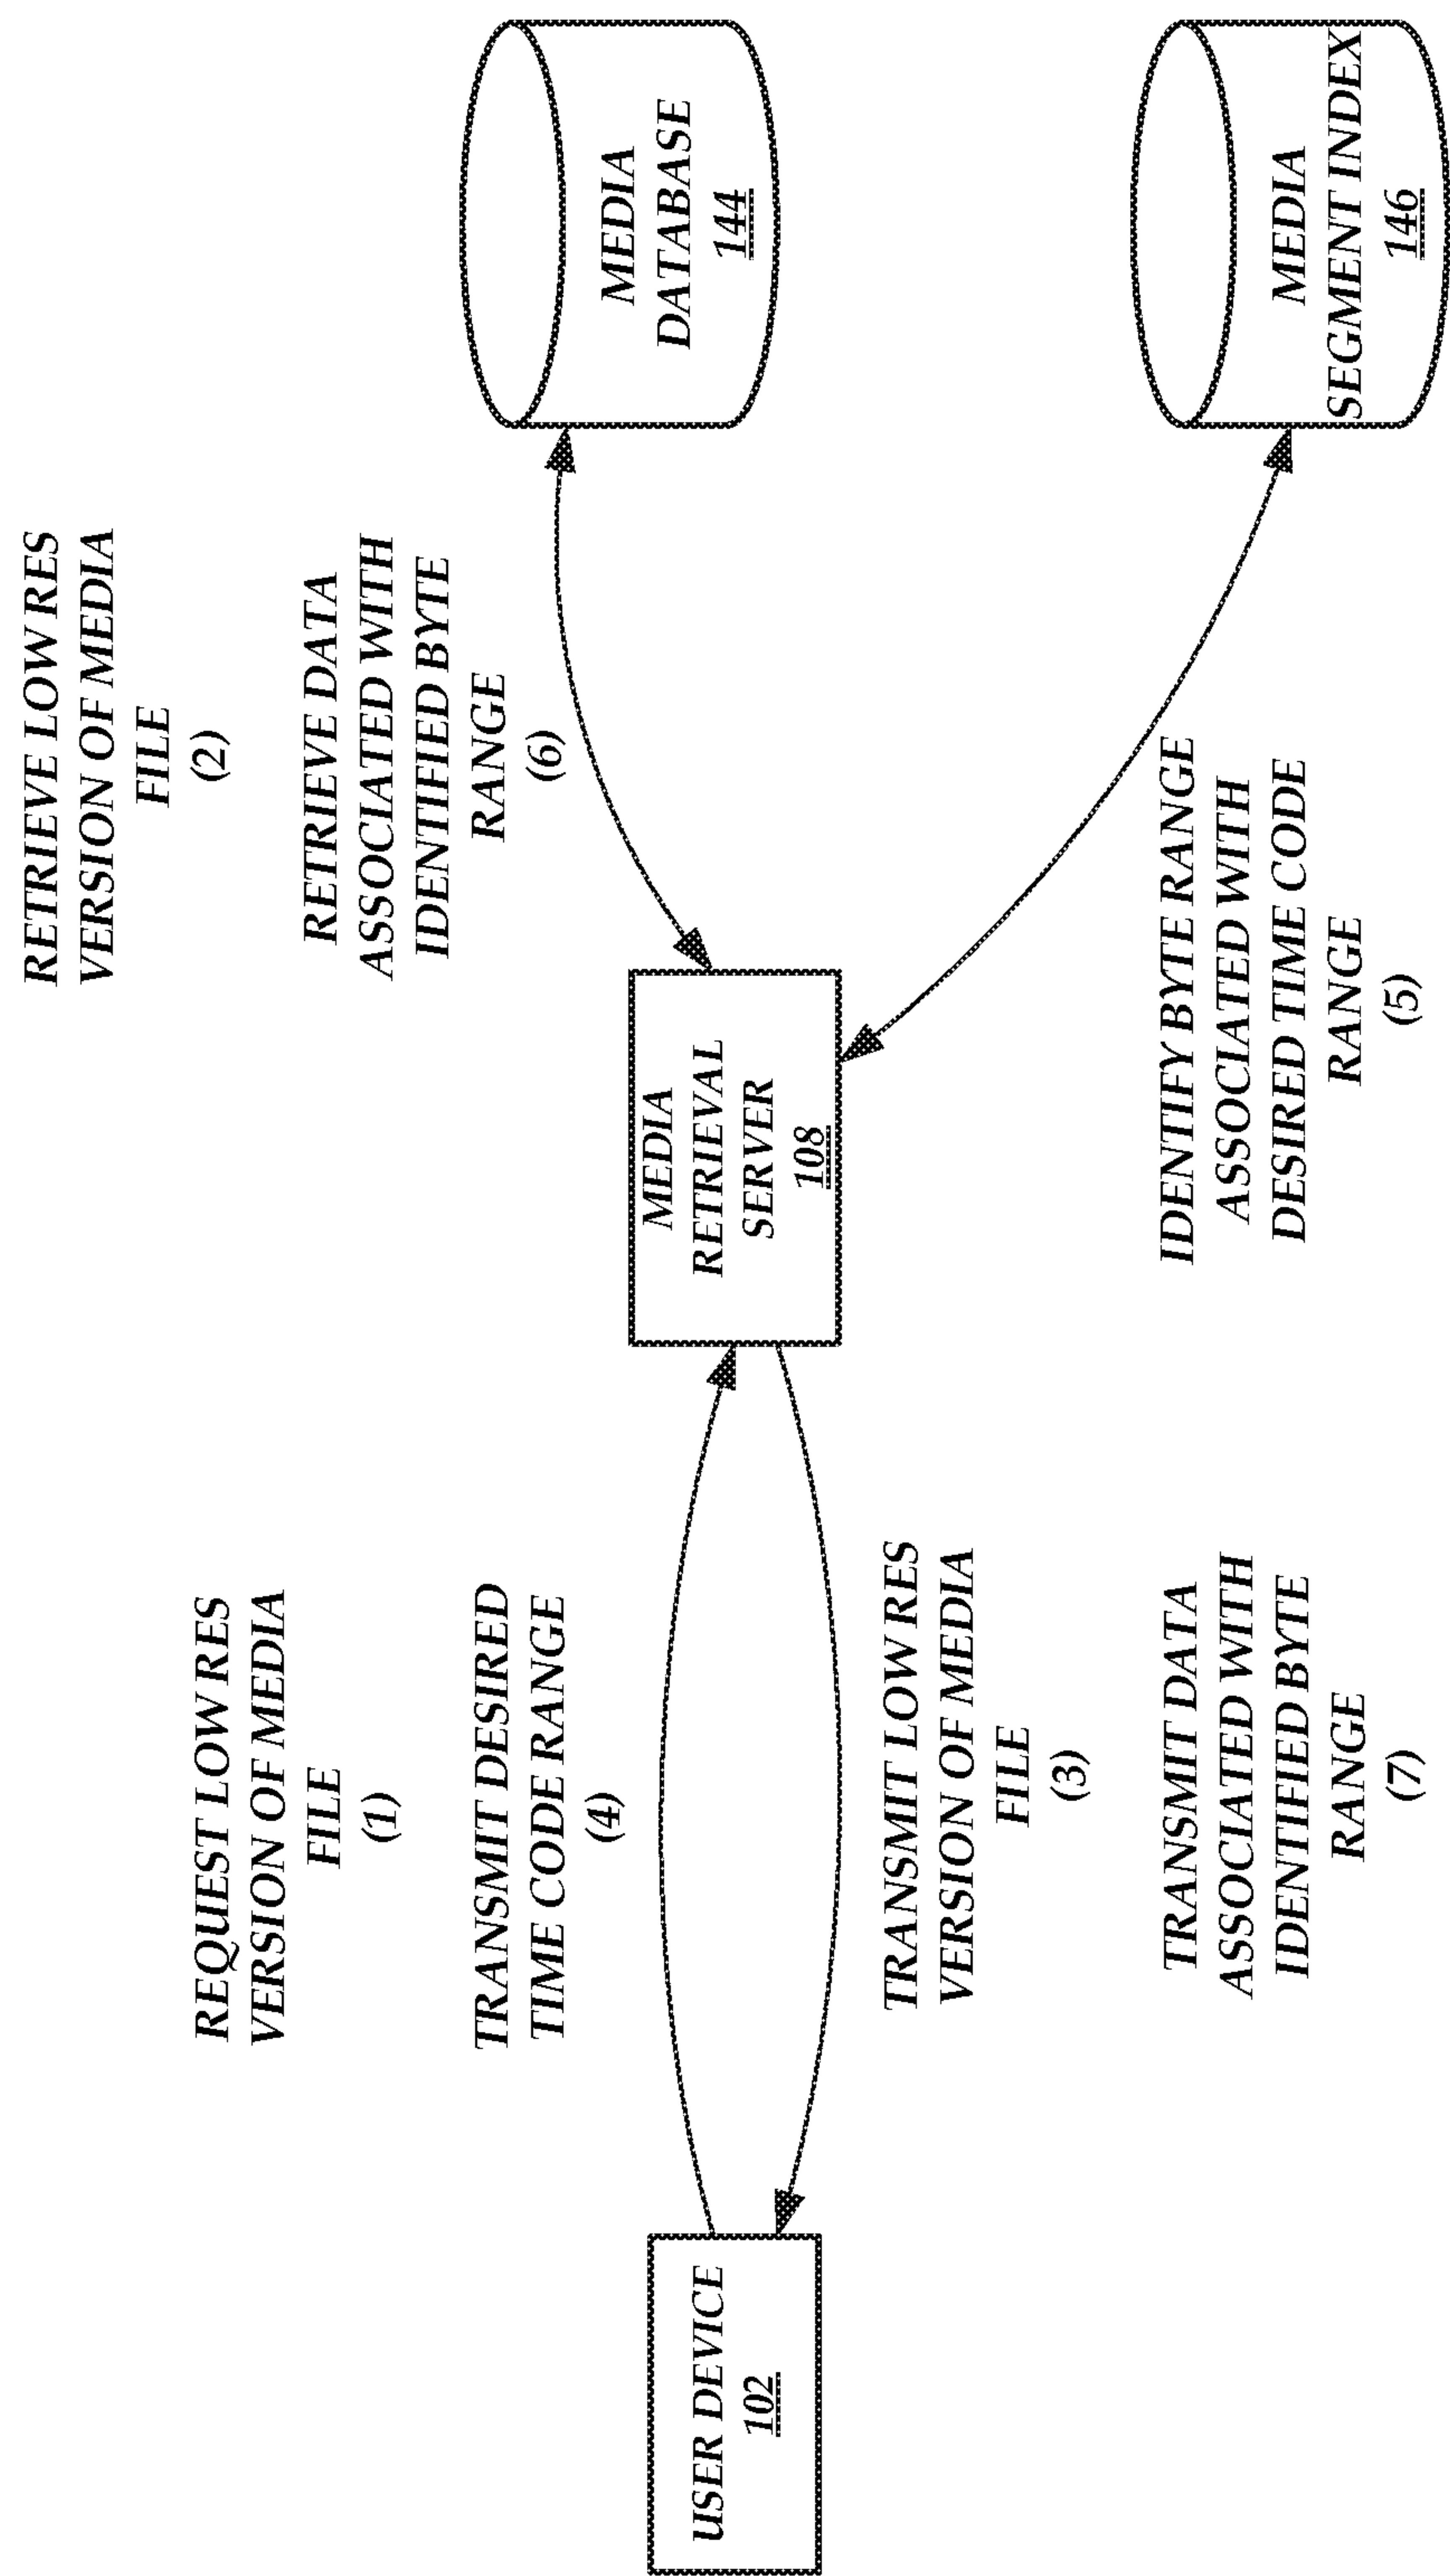 RETRIEVE LOW RES
VERSION OF MEDIA
FILE
(2)
REQUEST LOW RES
VERSION OF MEDIA
FILE
(1)
RETRIEVE DATA
ASSOCIATED WITH
IDENTIFIED BYTE
RANGE
(6)
TRANSMIT DESIRED
TIME CODE RANGE
(4)
USER DEVICE
102
MEDIA
RETRIEVAL
SERVER
108
MEDIA
DATABASE
144
TRANSMIT LOW RES
VERSION OF MEDIA
FILE
(3)
TRANSMIT DATA
ASSOCIATED WITH
IDENTIFIED BYTE
RANGE
(7)
IDENTIFY BYTE RANGE
ASSOCIATED WITH
DESIRED TIME CODE
RANGE
(5)
MEDIA
SEGMENT INDEX
146